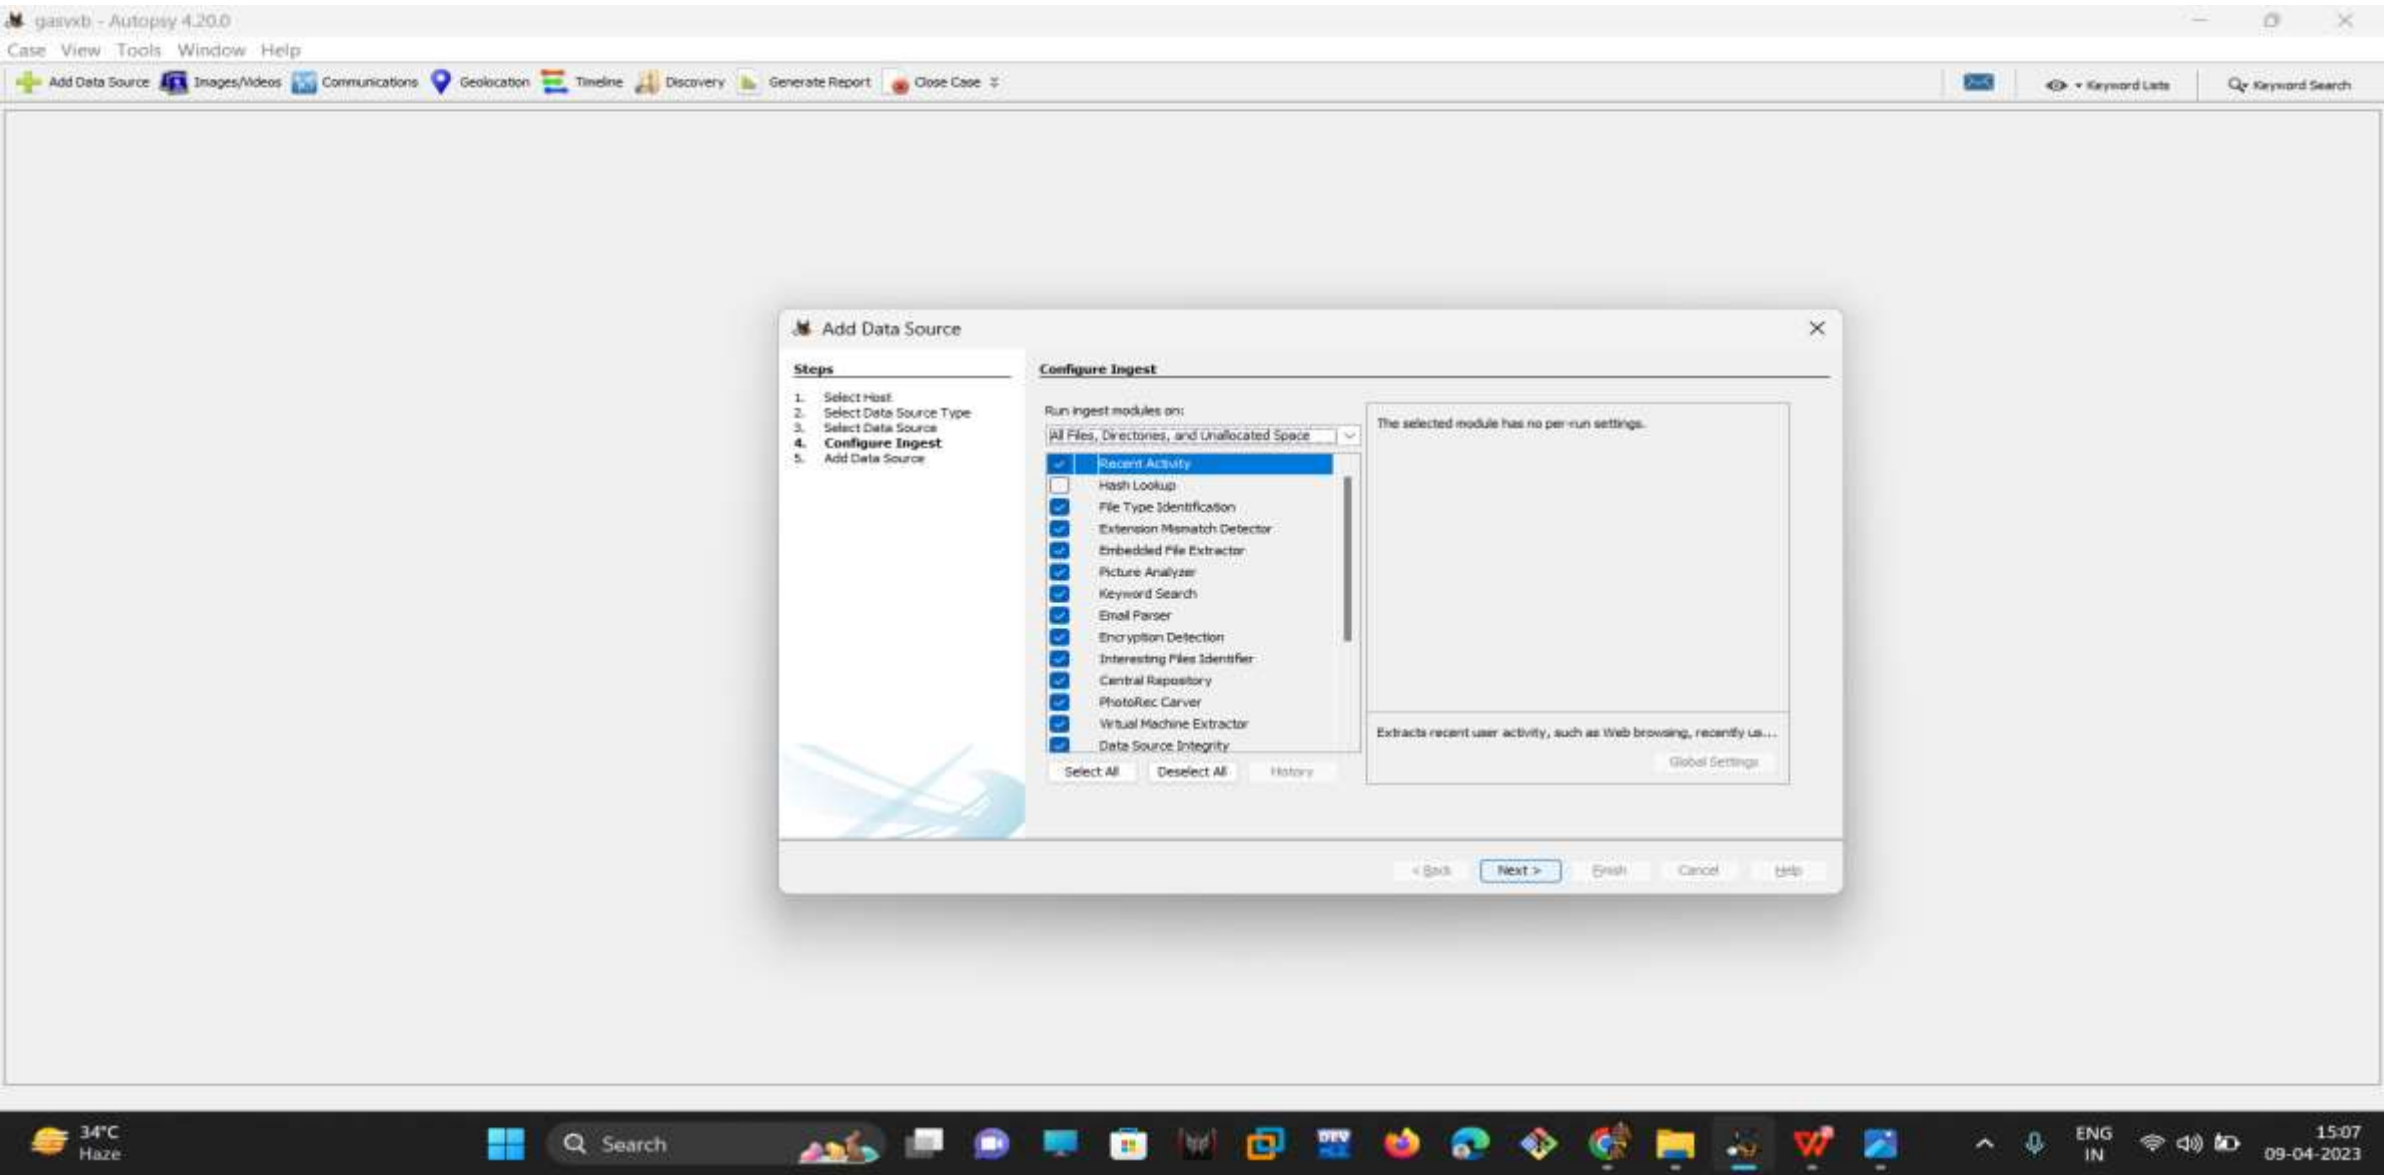 gasvxb - Autopsy 4.20.0
Case View Tools Window Help
Add Data Source Images/Videos Communications Geolocation Timeline Discovery Generate Report Close Case Keyword Lists Keyword Search
Add Data Source
Steps
1. Select Host
2. Select Data Source Type
3. Select Data Source
4. Configure Ingest
5. Add Data Source
Configure Ingest
Run ingest modules on:
All Files, Directories, and Unallocated Space
Recent Activity
Hash Lookup
File Type Identification
Extension Mismatch Detector
Embedded File Extractor
Picture Analyzer
Keyword Search
Email Parser
Encryption Detection
Interesting Files Identifier
Central Repository
PhotoRec Carver
Virtual Machine Extractor
Data Source Integrity
Select All Deselect All History
The selected module has no per-run settings.
Extracts recent user activity, such as Web browsing, recently us...
Global Settings
< Back Next > Finish Cancel Help
34°C
Haze
Search
DEV
ENG
IN
15:07
09-04-2023